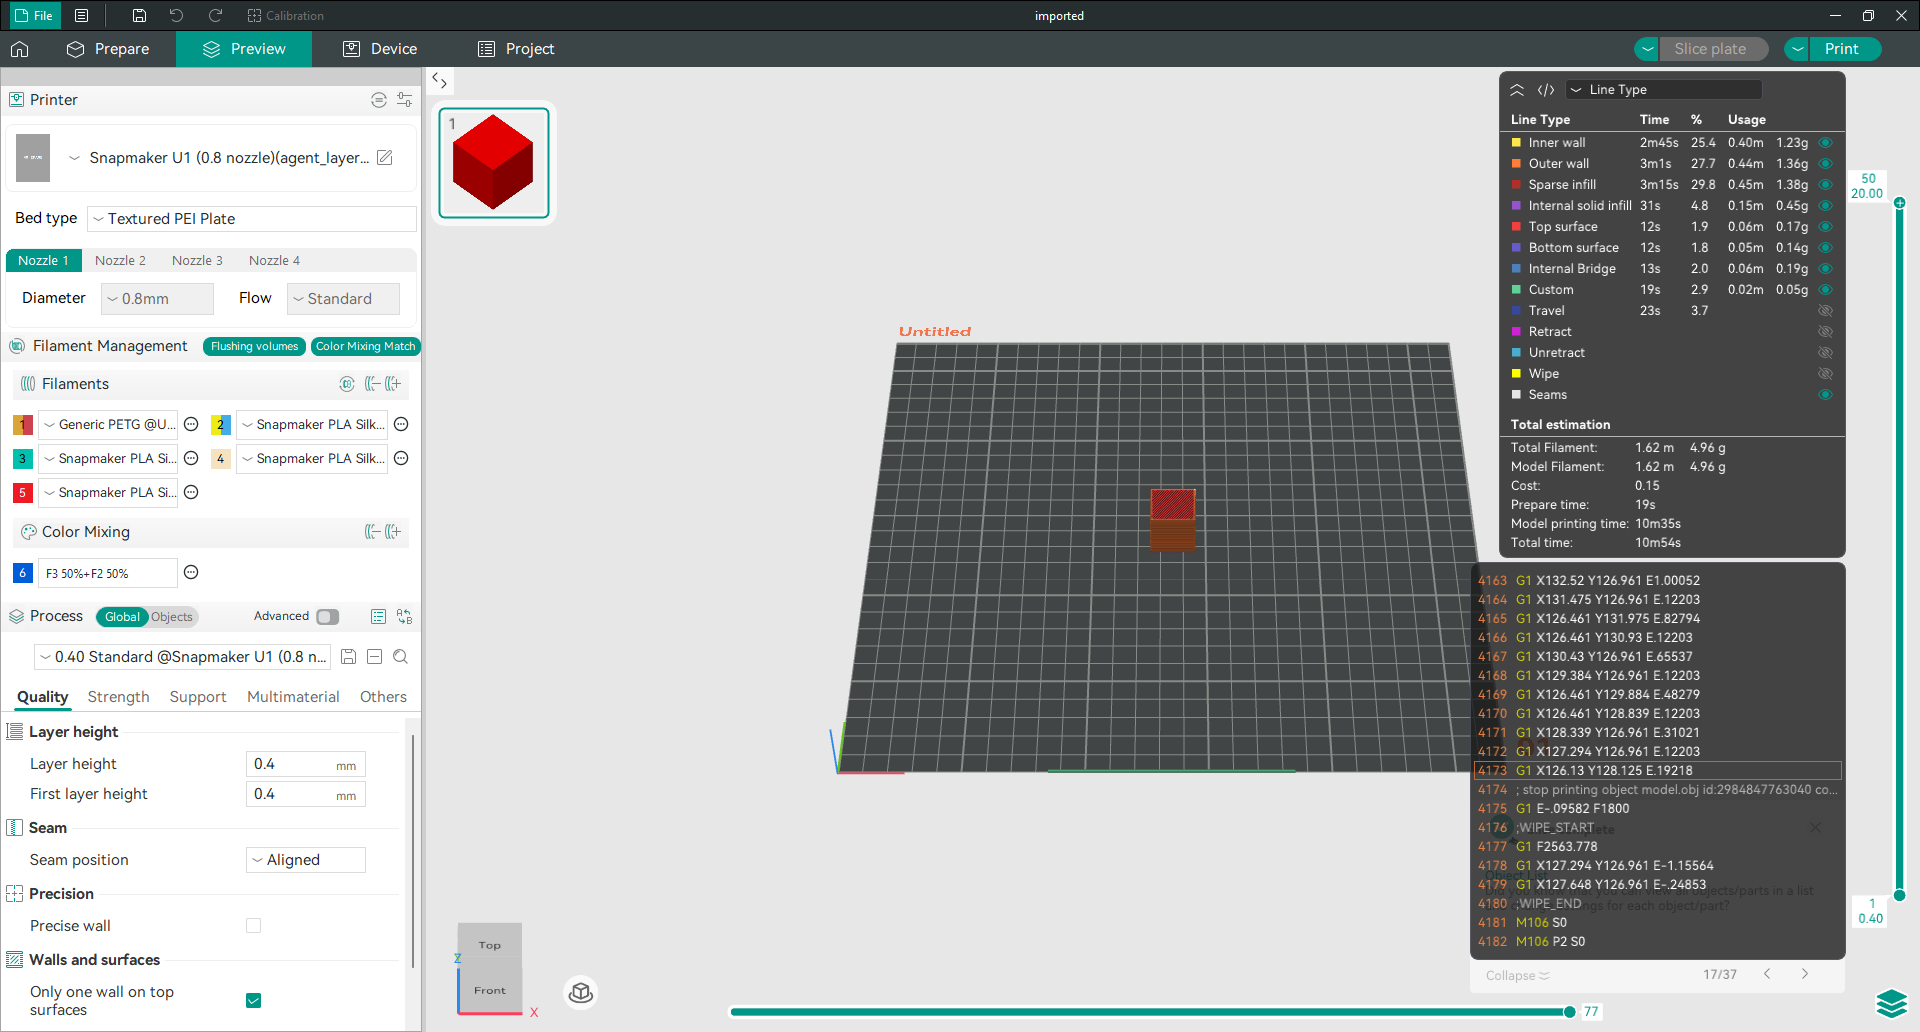 File
Calibration
imported
Prepare
Preview
Device
Project
Slice plate
Print
Printer
Snapmaker U1 (0.8 nozzle)(agent_layer...
Bed type
Textured PEI Plate
Nozzle 1
Nozzle 2
Nozzle 3
Nozzle 4
Diameter
0.8mm
Flow
Standard
Filament Management
Flushing volumes
Color Mixing Match
Filaments
1
Generic PETG @U...
2
Snapmaker PLA Silk...
3
Snapmaker PLA Si...
4
Snapmaker PLA Silk...
5
Snapmaker PLA Si...
Color Mixing
6
F3 50%+F2 50%
Process
Global
Objects
Advanced
0.40 Standard @Snapmaker U1 (0.8 n...
Quality
Strength
Support
Multimaterial
Others
Layer height
Layer height
0.4 mm
First layer height
0.4 mm
Seam
Seam position
Aligned
Precision
Precise wall
Walls and surfaces
Only one wall on top
surfaces
1
Untitled
Top
Front
Z
X
77
Line Type
Line Type Time % Usage
Inner wall 2m45s 25.4 0.40m 1.23g
Outer wall 3m1s 27.7 0.44m 1.36g
Sparse infill 3m15s 29.8 0.45m 1.38g
Internal solid infill 31s 4.8 0.15m 0.45g
Top surface 12s 1.9 0.06m 0.17g
Bottom surface 12s 1.8 0.05m 0.14g
Internal Bridge 13s 2.0 0.06m 0.19g
Custom 19s 2.9 0.02m 0.05g
Travel 23s 3.7
Retract
Unretract
Wipe
Seams
Total estimation
Total Filament: 1.62 m 4.96 g
Model Filament: 1.62 m 4.96 g
Cost: 0.15
Prepare time: 19s
Model printing time: 10m35s
Total time: 10m54s
50
20.00
1
0.40
4163 G1 X132.52 Y126.961 E1.00052
4164 G1 X131.475 Y126.961 E.12203
4165 G1 X126.461 Y131.975 E.82794
4166 G1 X126.461 Y130.93 E.12203
4167 G1 X130.43 Y126.961 E.65537
4168 G1 X129.384 Y126.961 E.12203
4169 G1 X126.461 Y129.884 E.48279
4170 G1 X126.461 Y128.839 E.12203
4171 G1 X128.339 Y126.961 E.31021
4172 G1 X127.294 Y126.961 E.12203
4173 G1 X126.13 Y128.125 E.19218
4174 ; stop printing object model.obj id:2984847763040 co...
4175 G1 E-.09582 F1800
4176 ;WIPE_START
4177 G1 F2563.778
4178 G1 X127.294 Y126.961 E-1.15564
4179 G1 X127.648 Y126.961 E-.24853
4180 ;WIPE_END
4181 M106 S0
4182 M106 P2 S0
Object List
Did you know that you can view all objects/parts in a list
for each object/part?
Collapse
17/37